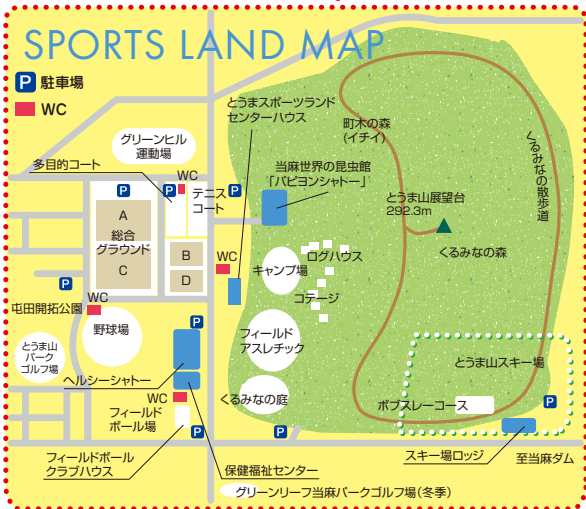 SPORTS LAND MAP
P 駐車場
WC
グリーンヒル
運動場
多目的コート
とうまスポーツランド
センターハウス
町木の森
(イチイ)
くるみなの散歩道
当麻世界の昆虫館
「パピヨンシャトー」
WC
テニス
コート
P
P
P
A
総合
グラウンド
C
B
D
とうま山展望台
292.3m
くるみなの森
WC
ログハウス
キャンプ場
コテージ
P
屯田開拓公園
WC
野球場
P
フィールド
アスレチック
とうま山
パーク
ゴルフ場
とうま山スキー場
ヘルシーシャトー
WC
くるみなの庭
ボブスレーコース
P
フィールド
ボール場
P
P
フィールドボール
クラブハウス
保健福祉センター
スキー場ロッジ
至当麻ダム
グリーンリーフ当麻パークゴルフ場(冬季)